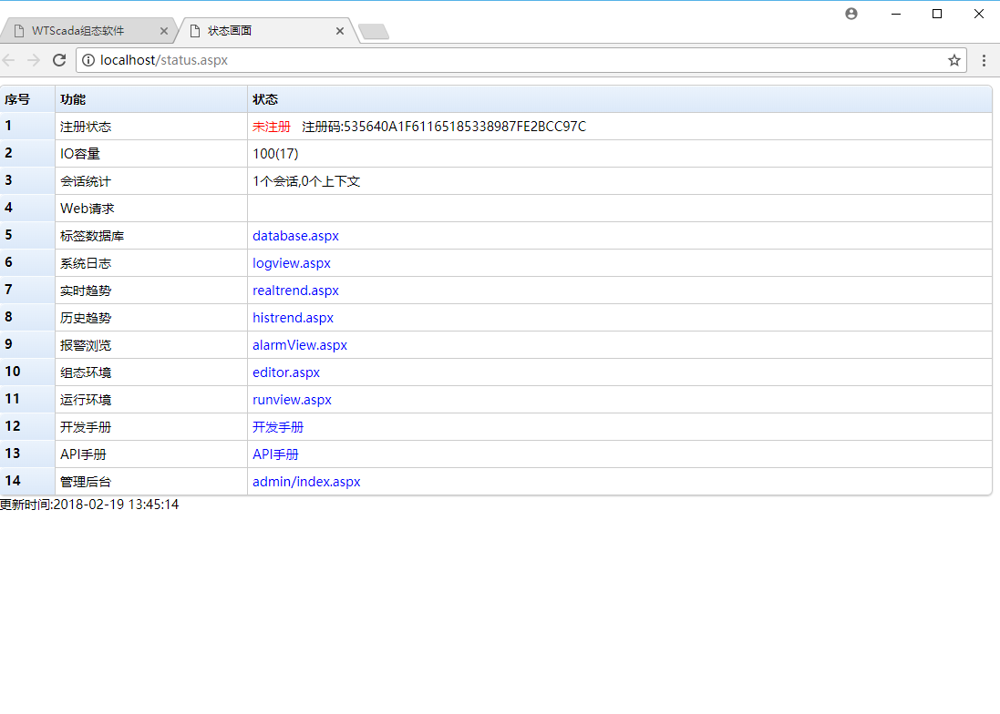 WTScada组态软件
状态画面
localhost/status.aspx
序号 功能 状态
1 注册状态 未注册 注册码:535640A1F61165185338987FE2BCC97C
2 IO容量 100(17)
3 会话统计 1个会话,0个上下文
4 Web请求
5 标签数据库 database.aspx
6 系统日志 logview.aspx
7 实时趋势 realtrend.aspx
8 历史趋势 histrend.aspx
9 报警浏览 alarmView.aspx
10 组态环境 editor.aspx
11 运行环境 runview.aspx
12 开发手册 开发手册
13 API手册 API手册
14 管理后台 admin/index.aspx
更新时间:2018-02-19 13:45:14